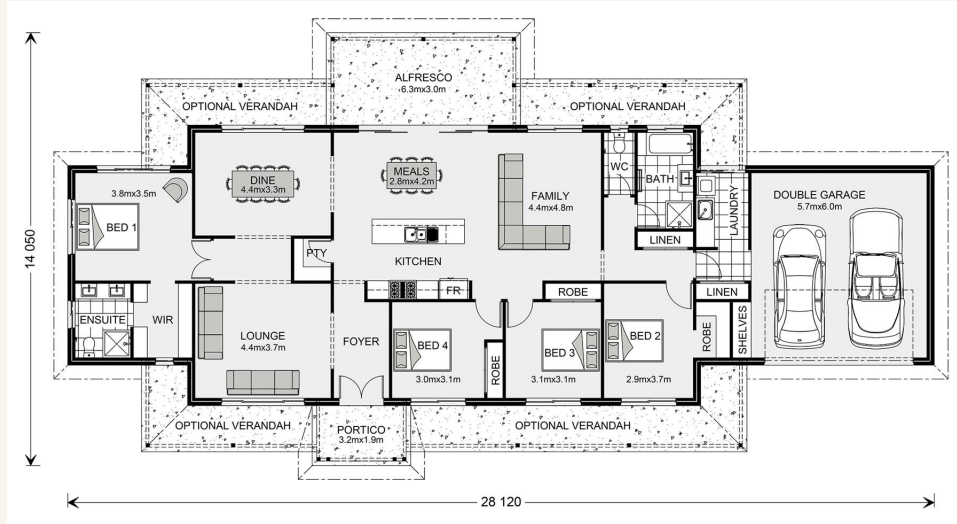 ALFRESCO
6.3mx3.0m
OPTIONAL VERANDAH
OPTIONAL VERANDAH
DINE
4.4mx3.3m
MEALS
2.8mx4.2m
FAMILY
4.4mx4.8m
WC
BATH
LAUNDRY
DOUBLE GARAGE
5.7mx6.0m
3.8mx3.5m
BED 1
LINEN
PTY
KITCHEN
FR
ROBE
LINEN
ENSUITE
WIR
LOUNGE
4.4mx3.7m
FOYER
BED 4
3.0mx3.1m
ROBE
BED 3
3.1mx3.1m
BED 2
2.9mx3.7m
ROBE
SHELVES
OPTIONAL VERANDAH
PORTICO
3.2mx1.9m
OPTIONAL VERANDAH
14 050
28 120